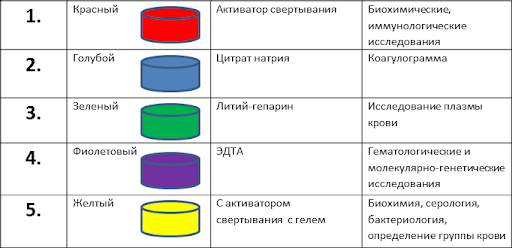 1. Красный Активатор свертывания Биохимические,
иммунологические
исследования
2. Голубой Цитрат натрия Коагулограмма
3. Зеленый Литий-гепарин Исследование плазмы
крови
4. Фиолетовый ЭДТА Гематологические и
молекулярно-генетические
исследования
5. Желтый С активатором Биохимия, серология,
свертывания с гелем бактериология,
определение группы крови